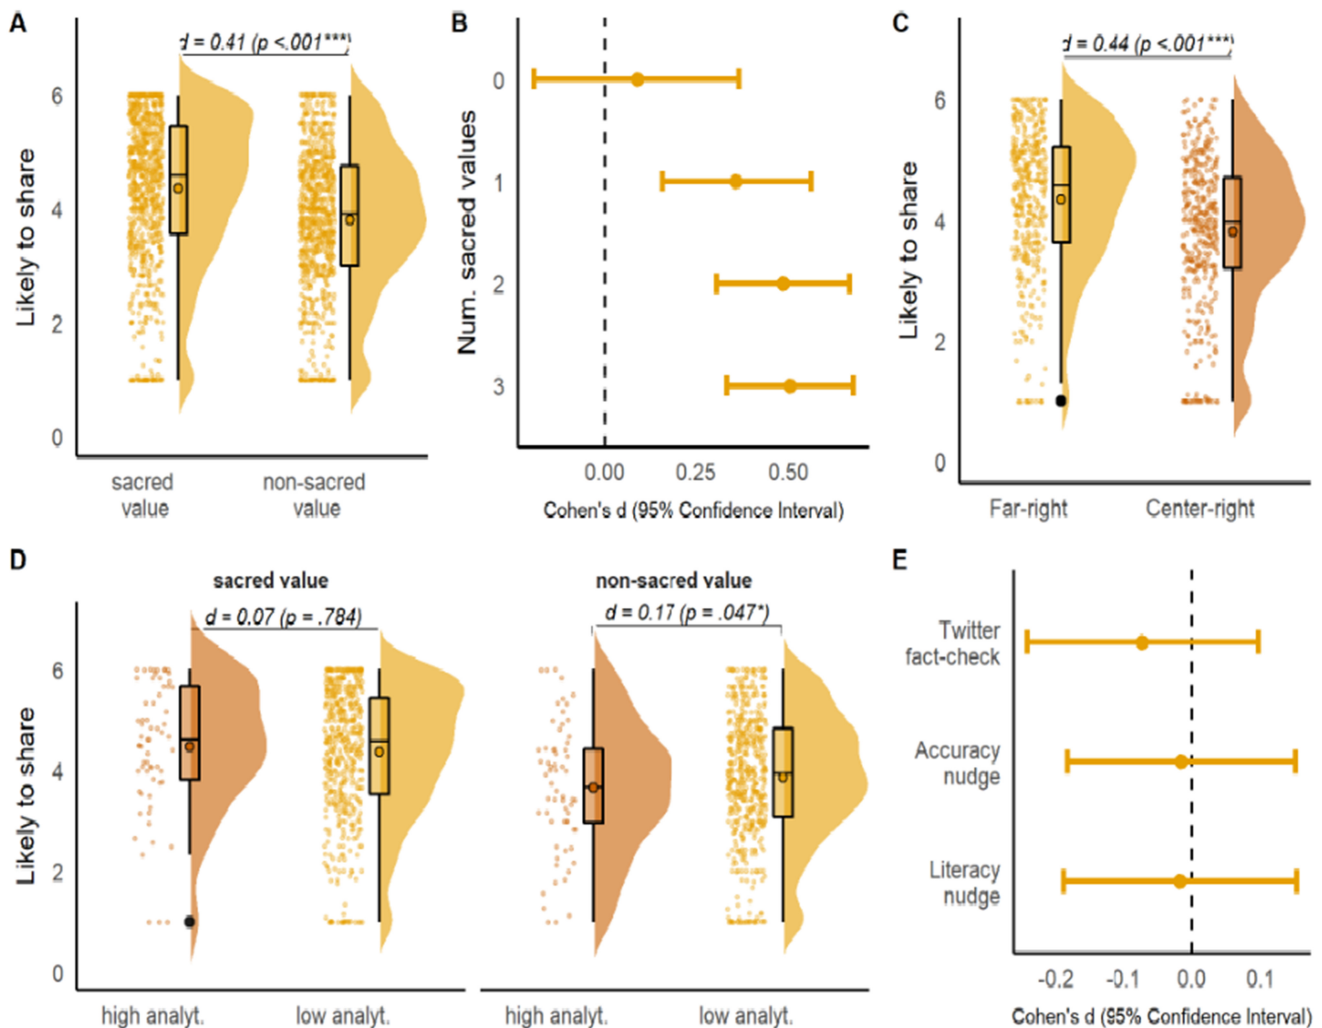 A
d = 0.41 (p <.001***)
Likely to share
6
4
2
0
sacred
value
non-sacred
value
B
Num. sacred values
0
1
2
3
0.00
0.25
0.50
Cohen's d (95% Confidence Interval)
C
d = 0.44 (p <.001***)
Likely to share
6
4
2
0
Far-right
Center-right
D
sacred value
d = 0.07 (p = .784)
non-sacred value
d = 0.17 (p = .047*)
Likely to share
6
4
2
0
high analyt.
low analyt.
high analyt.
low analyt.
E
Twitter
fact-check
Accuracy
nudge
Literacy
nudge
-0.2
-0.1
0.0
0.1
Cohen's d (95% Confidence Interval)